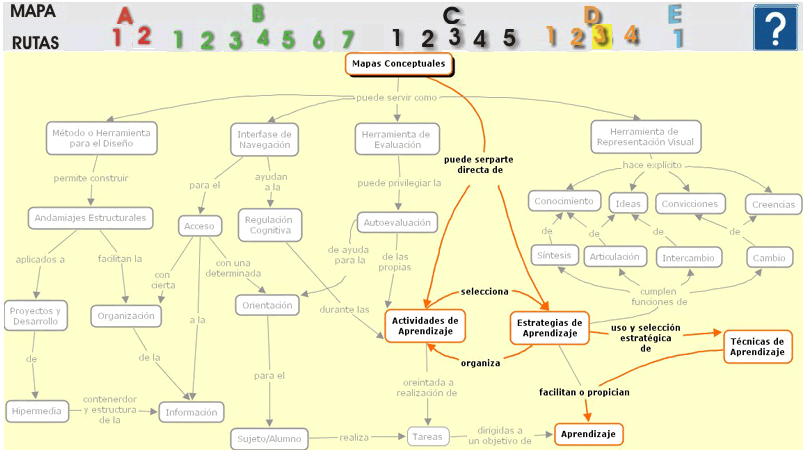 MAPA A B C D E ?
RUTAS 1 2 1 2 3 4 5 6 7 1 2 3 4 5 1 2 3 4 1
Mapas Conceptuales
puede servir como
Método o Herramienta
para el Diseño
Interfase de
Navegación
Herramienta de
Evaluación
Herramienta de
Representación Visual
puede serparte
directa de
hace explícito
permite construir
para el
ayudan
a la
puede privilegiar la
Conocimiento
Ideas
Convicciones
Creencias
Andamiajes Estructurales
Acceso
Regulación
Cognitiva
Autoevaluación
de
de
de
de
Síntesis
Articulación
Intercambio
Cambio
aplicados a
facilitan la
con
cierta
con una
determinada
de ayuda
para la
de las
propias
cumplen
funciones de
selecciona
Proyectos y
Desarrollo
Organización
a la
Orientación
durante las
Actividades de
Aprendizaje
Estrategias de
Aprendizaje
uso y selección
estratégica
de
Técnicas de
Aprendizaje
organiza
de
de la
para el
oreintada a
realización de
facilitan o propician
Hipermedia
contenerdor
y estructura
de la
Información
Sujeto/Alumno
realiza
Tareas
dirigidas a
un objetivo de
Aprendizaje